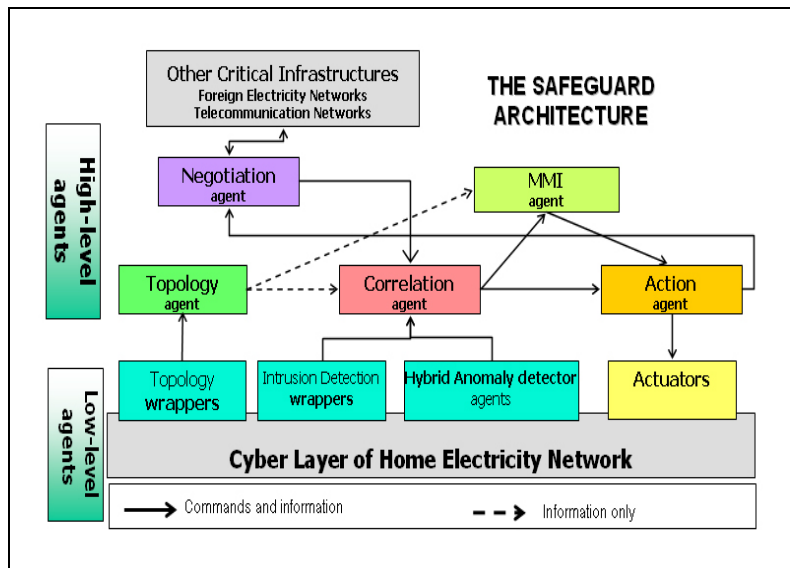 Other Critical Infrastructures
Foreign Electricity Networks
Telecommunication Networks
THE SAFEGUARD
ARCHITECTURE
High-level
agents
Negotiation
agent
MMI
agent
Topology
agent
Correlation
agent
Action
agent
Low-level
agents
Topology
wrappers
Intrusion Detection
wrappers
Hybrid Anomaly detector
agents
Actuators
Cyber Layer of Home Electricity Network
Commands and information
Information only